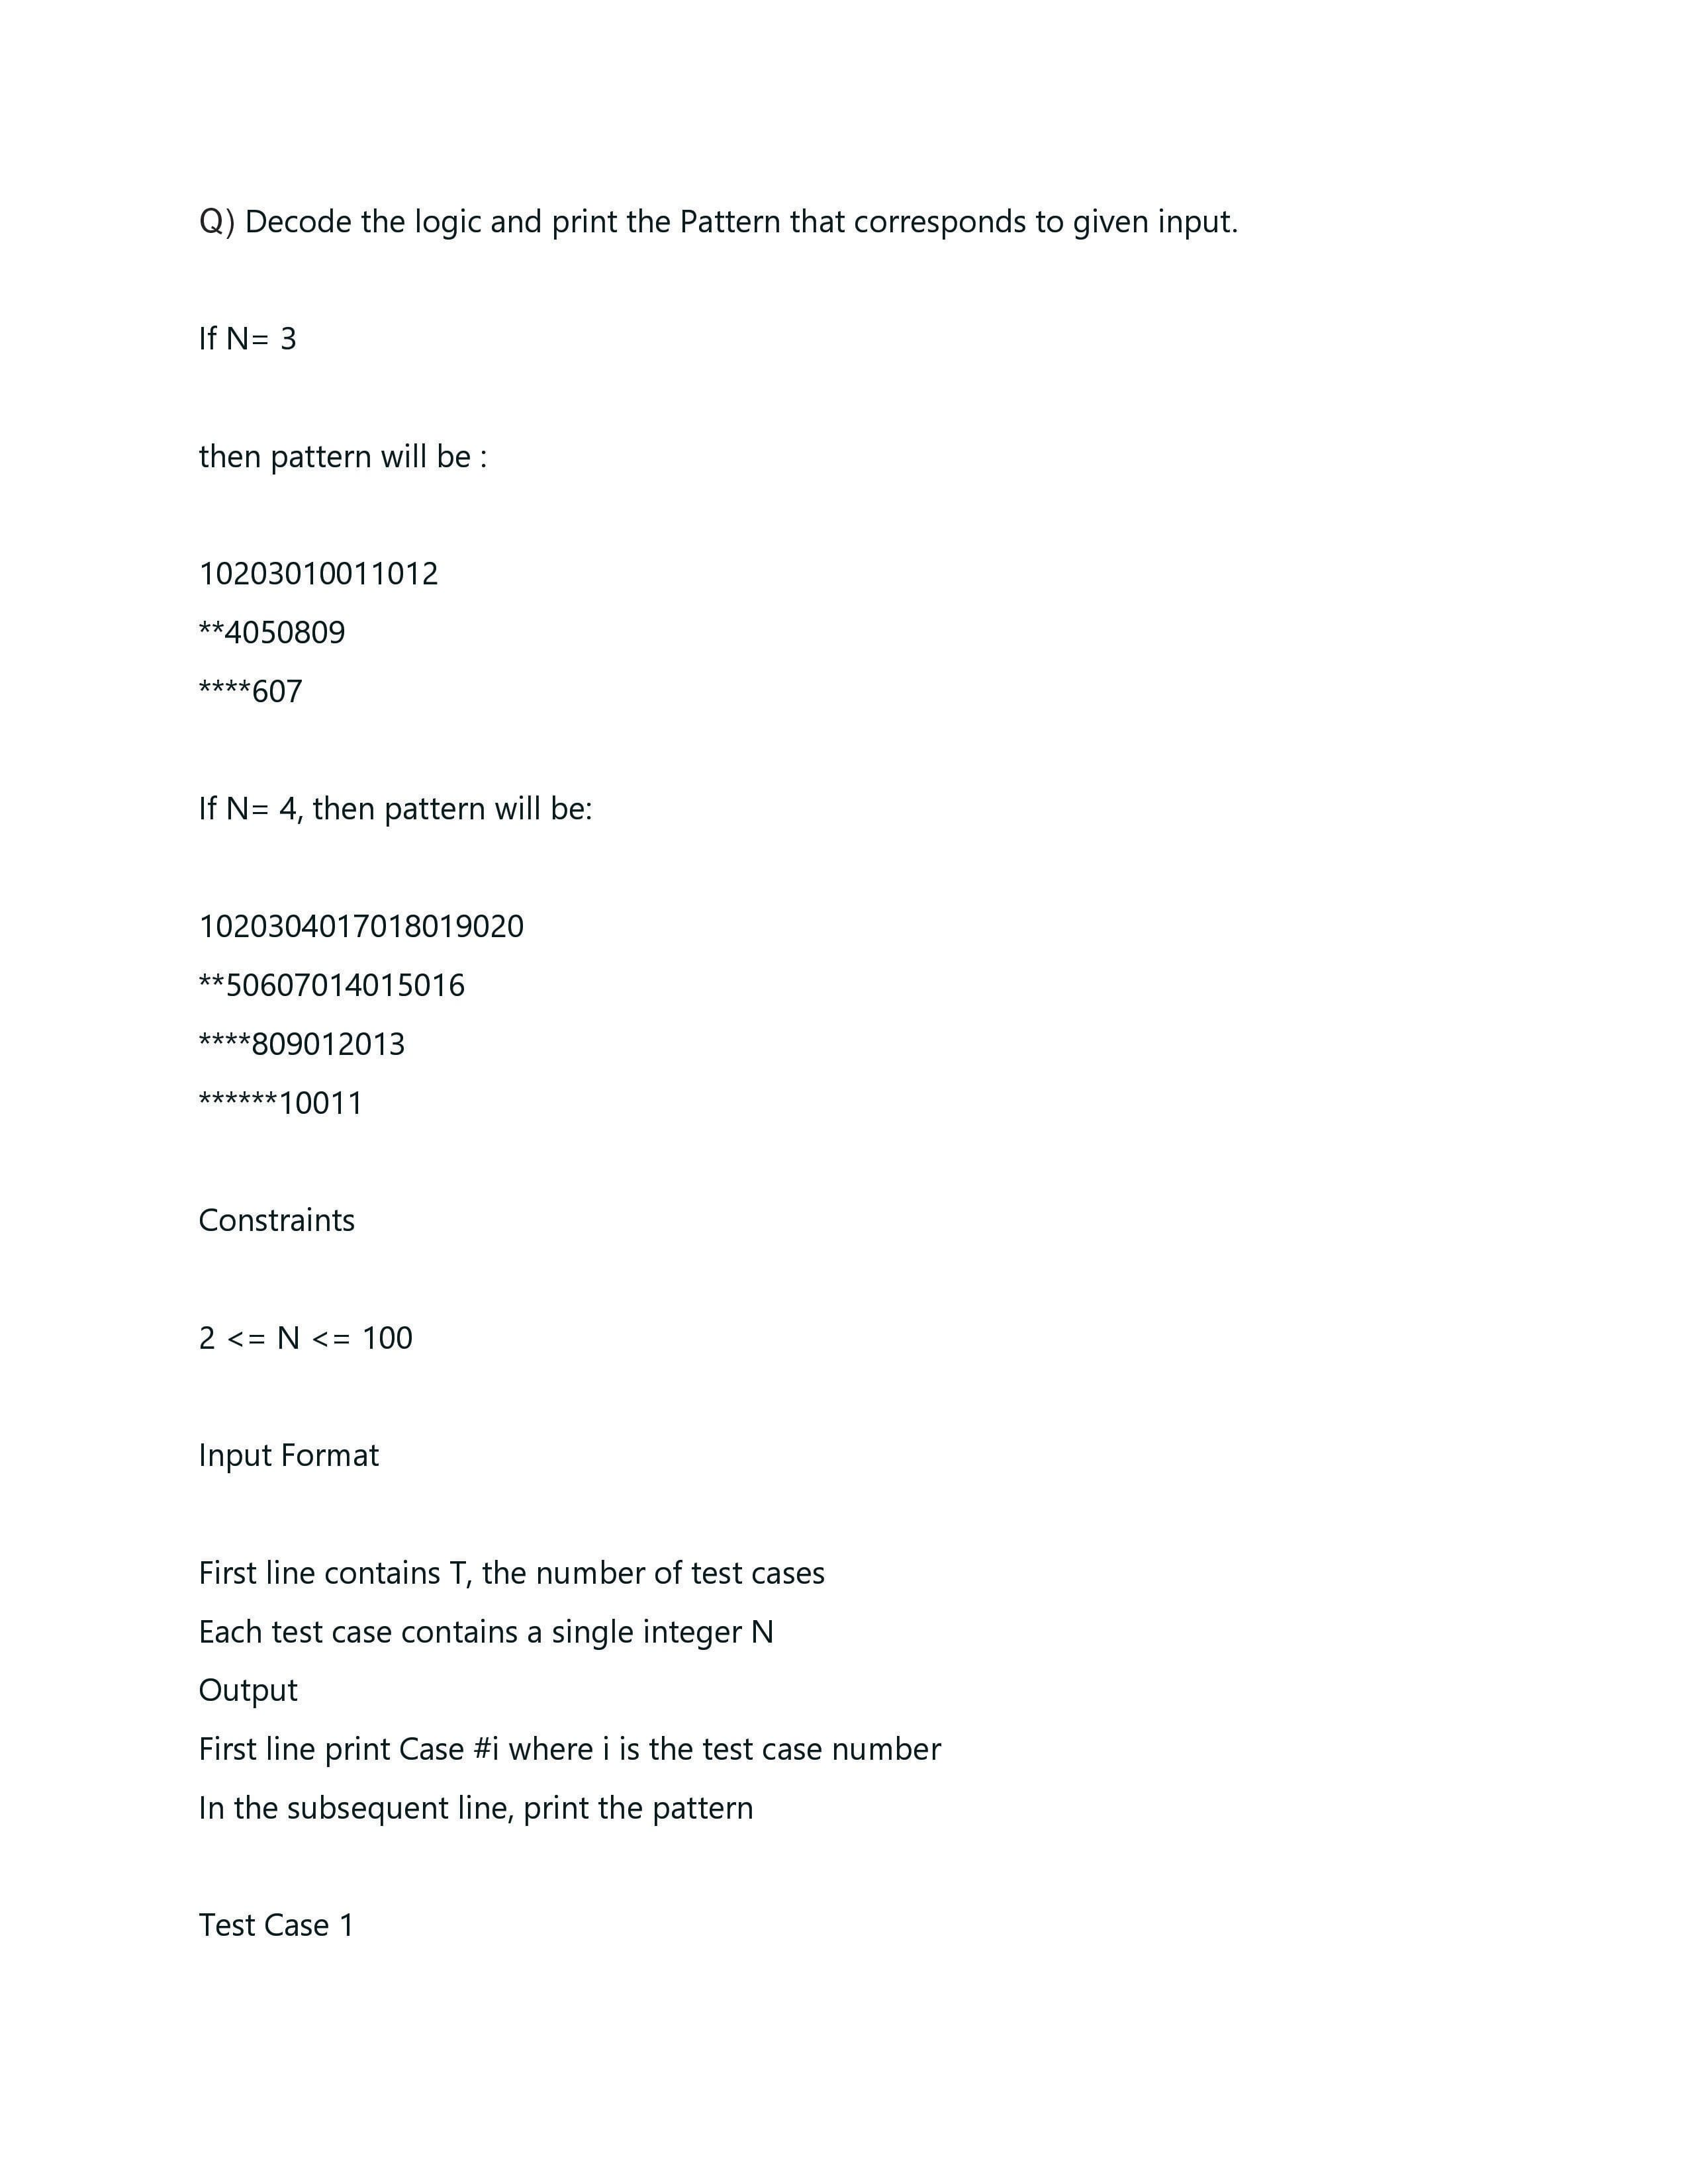 Q) Decode the logic and print the Pattern that corresponds to given input.
If N= 3
then pattern will be :
10203010011012
**4050809
****607
If N= 4, then pattern will be:
1020304017018019020
**50607014015016
****809012013
******10011
Constraints
2 <= N <= 100
Input Format
First line contains T, the number of test cases
Each test case contains a single integer N
Output
First line print Case #i where i is the test case number
In the subsequent line, print the pattern
Test Case 1